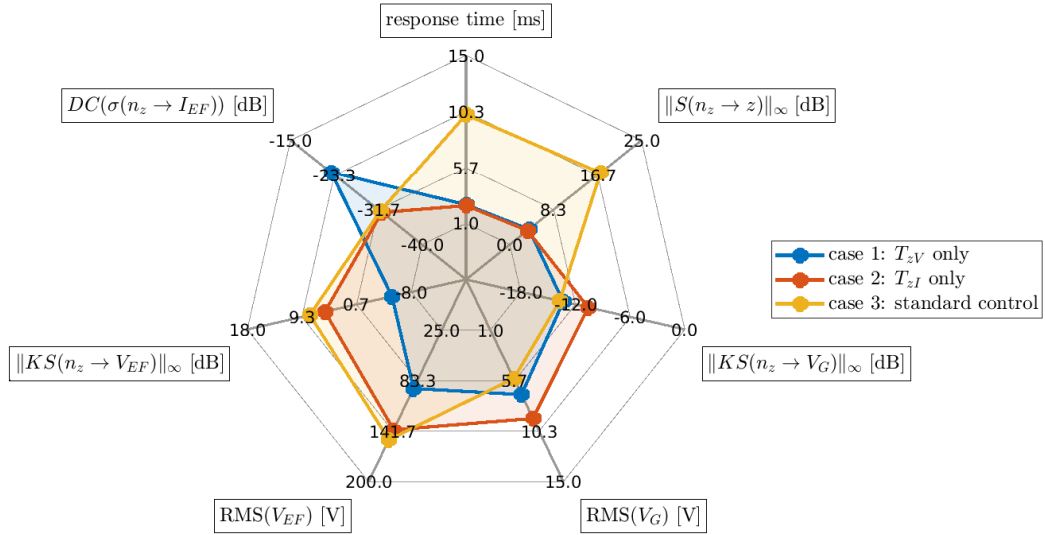 response time [ms]
15.0
DC(σ(n_z → I_EF)) [dB]
‖S(n_z → z)‖_∞ [dB]
10.3
-15.0
25.0
-23.3
16.7
5.7
-31.7
8.3
1.0
-40.0
0.0
case 1: T_zV only
case 2: T_zI only
case 3: standard control
-8.0
-18.0
0.7
-12.0
9.3
-6.0
18.0
0.0
25.0
1.0
‖KS(n_z → V_EF)‖_∞ [dB]
‖KS(n_z → V_G)‖_∞ [dB]
83.3
5.7
141.7
10.3
200.0
15.0
RMS(V_EF) [V]
RMS(V_G) [V]